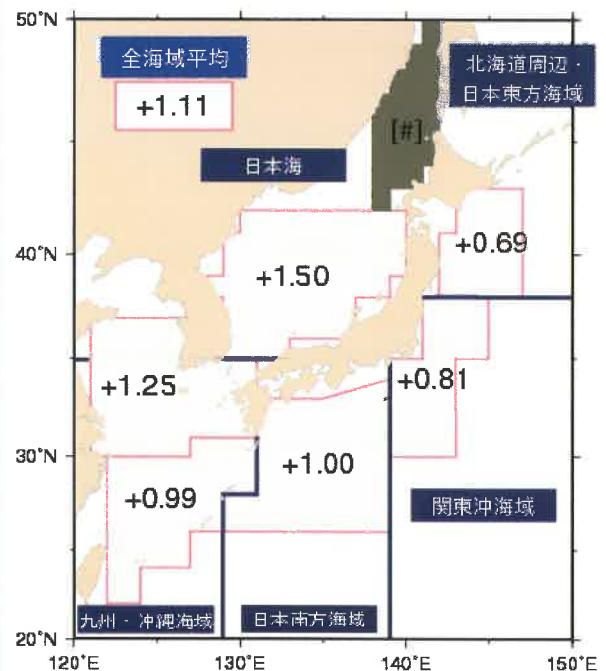 50°N
全海域平均
+1.11
北海道周辺・
日本東方海域
[#]
日本海
40°N
+0.69
+1.50
+1.25
+0.81
30°N
+1.00
+0.99
関東沖海域
九州・沖縄海域
日本南方海域
20°N
120°E
130°E
140°E
150°E